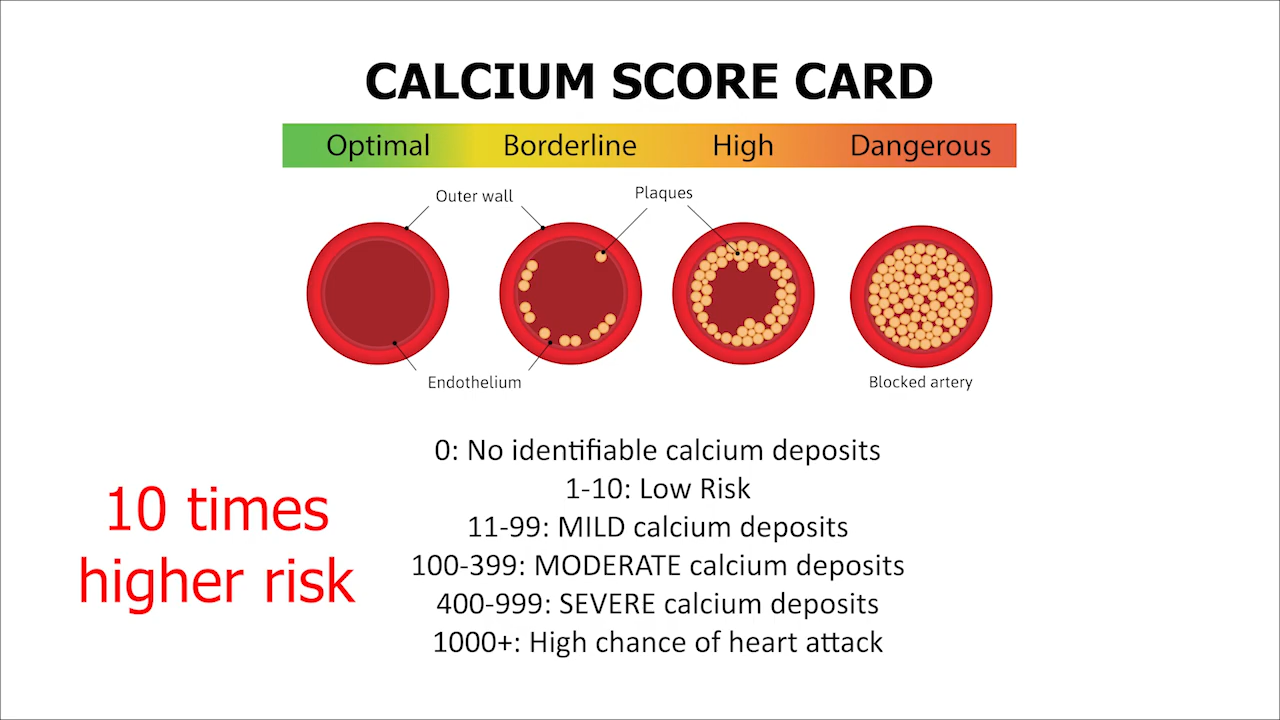 CALCIUM SCORE CARD
Optimal Borderline High Dangerous
Outer wall Plaques
Endothelium Blocked artery
0: No identifiable calcium deposits
1-10: Low Risk
11-99: MILD calcium deposits
100-399: MODERATE calcium deposits
400-999: SEVERE calcium deposits
1000+: High chance of heart attack
10 times
higher risk